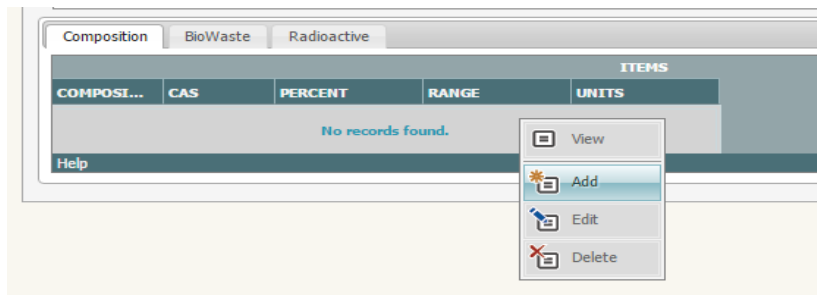 Composition BioWaste Radioactive
ITEMS
COMPOSI... CAS PERCENT RANGE UNITS
No records found.
View
Help
Add
Edit
Delete